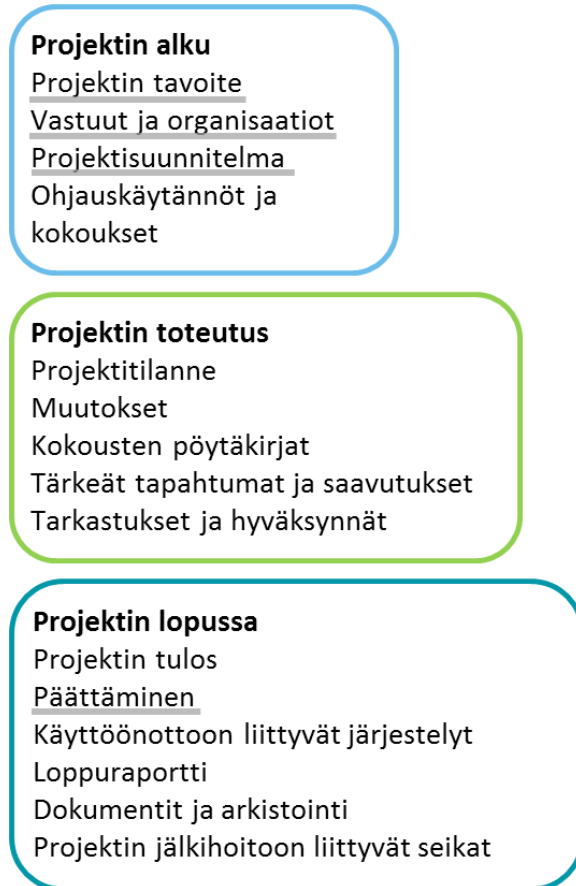 Projektin alku
Projektin tavoite
Vastuut ja organisaatiot
Projektisuunnitelma
Ohjauskäytännöt ja
kokoukset
Projektin toteutus
Projektitilanne
Muutokset
Kokousten pöytäkirjat
Tärkeät tapahtumat ja saavutukset
Tarkastukset ja hyväksynnät
Projektin lopussa
Projektin tulos
Päättäminen
Käyttöönottoon liittyvät järjestelyt
Loppuraportti
Dokumentit ja arkistointi
Projektin jälkihoitoon liittyvät seikat